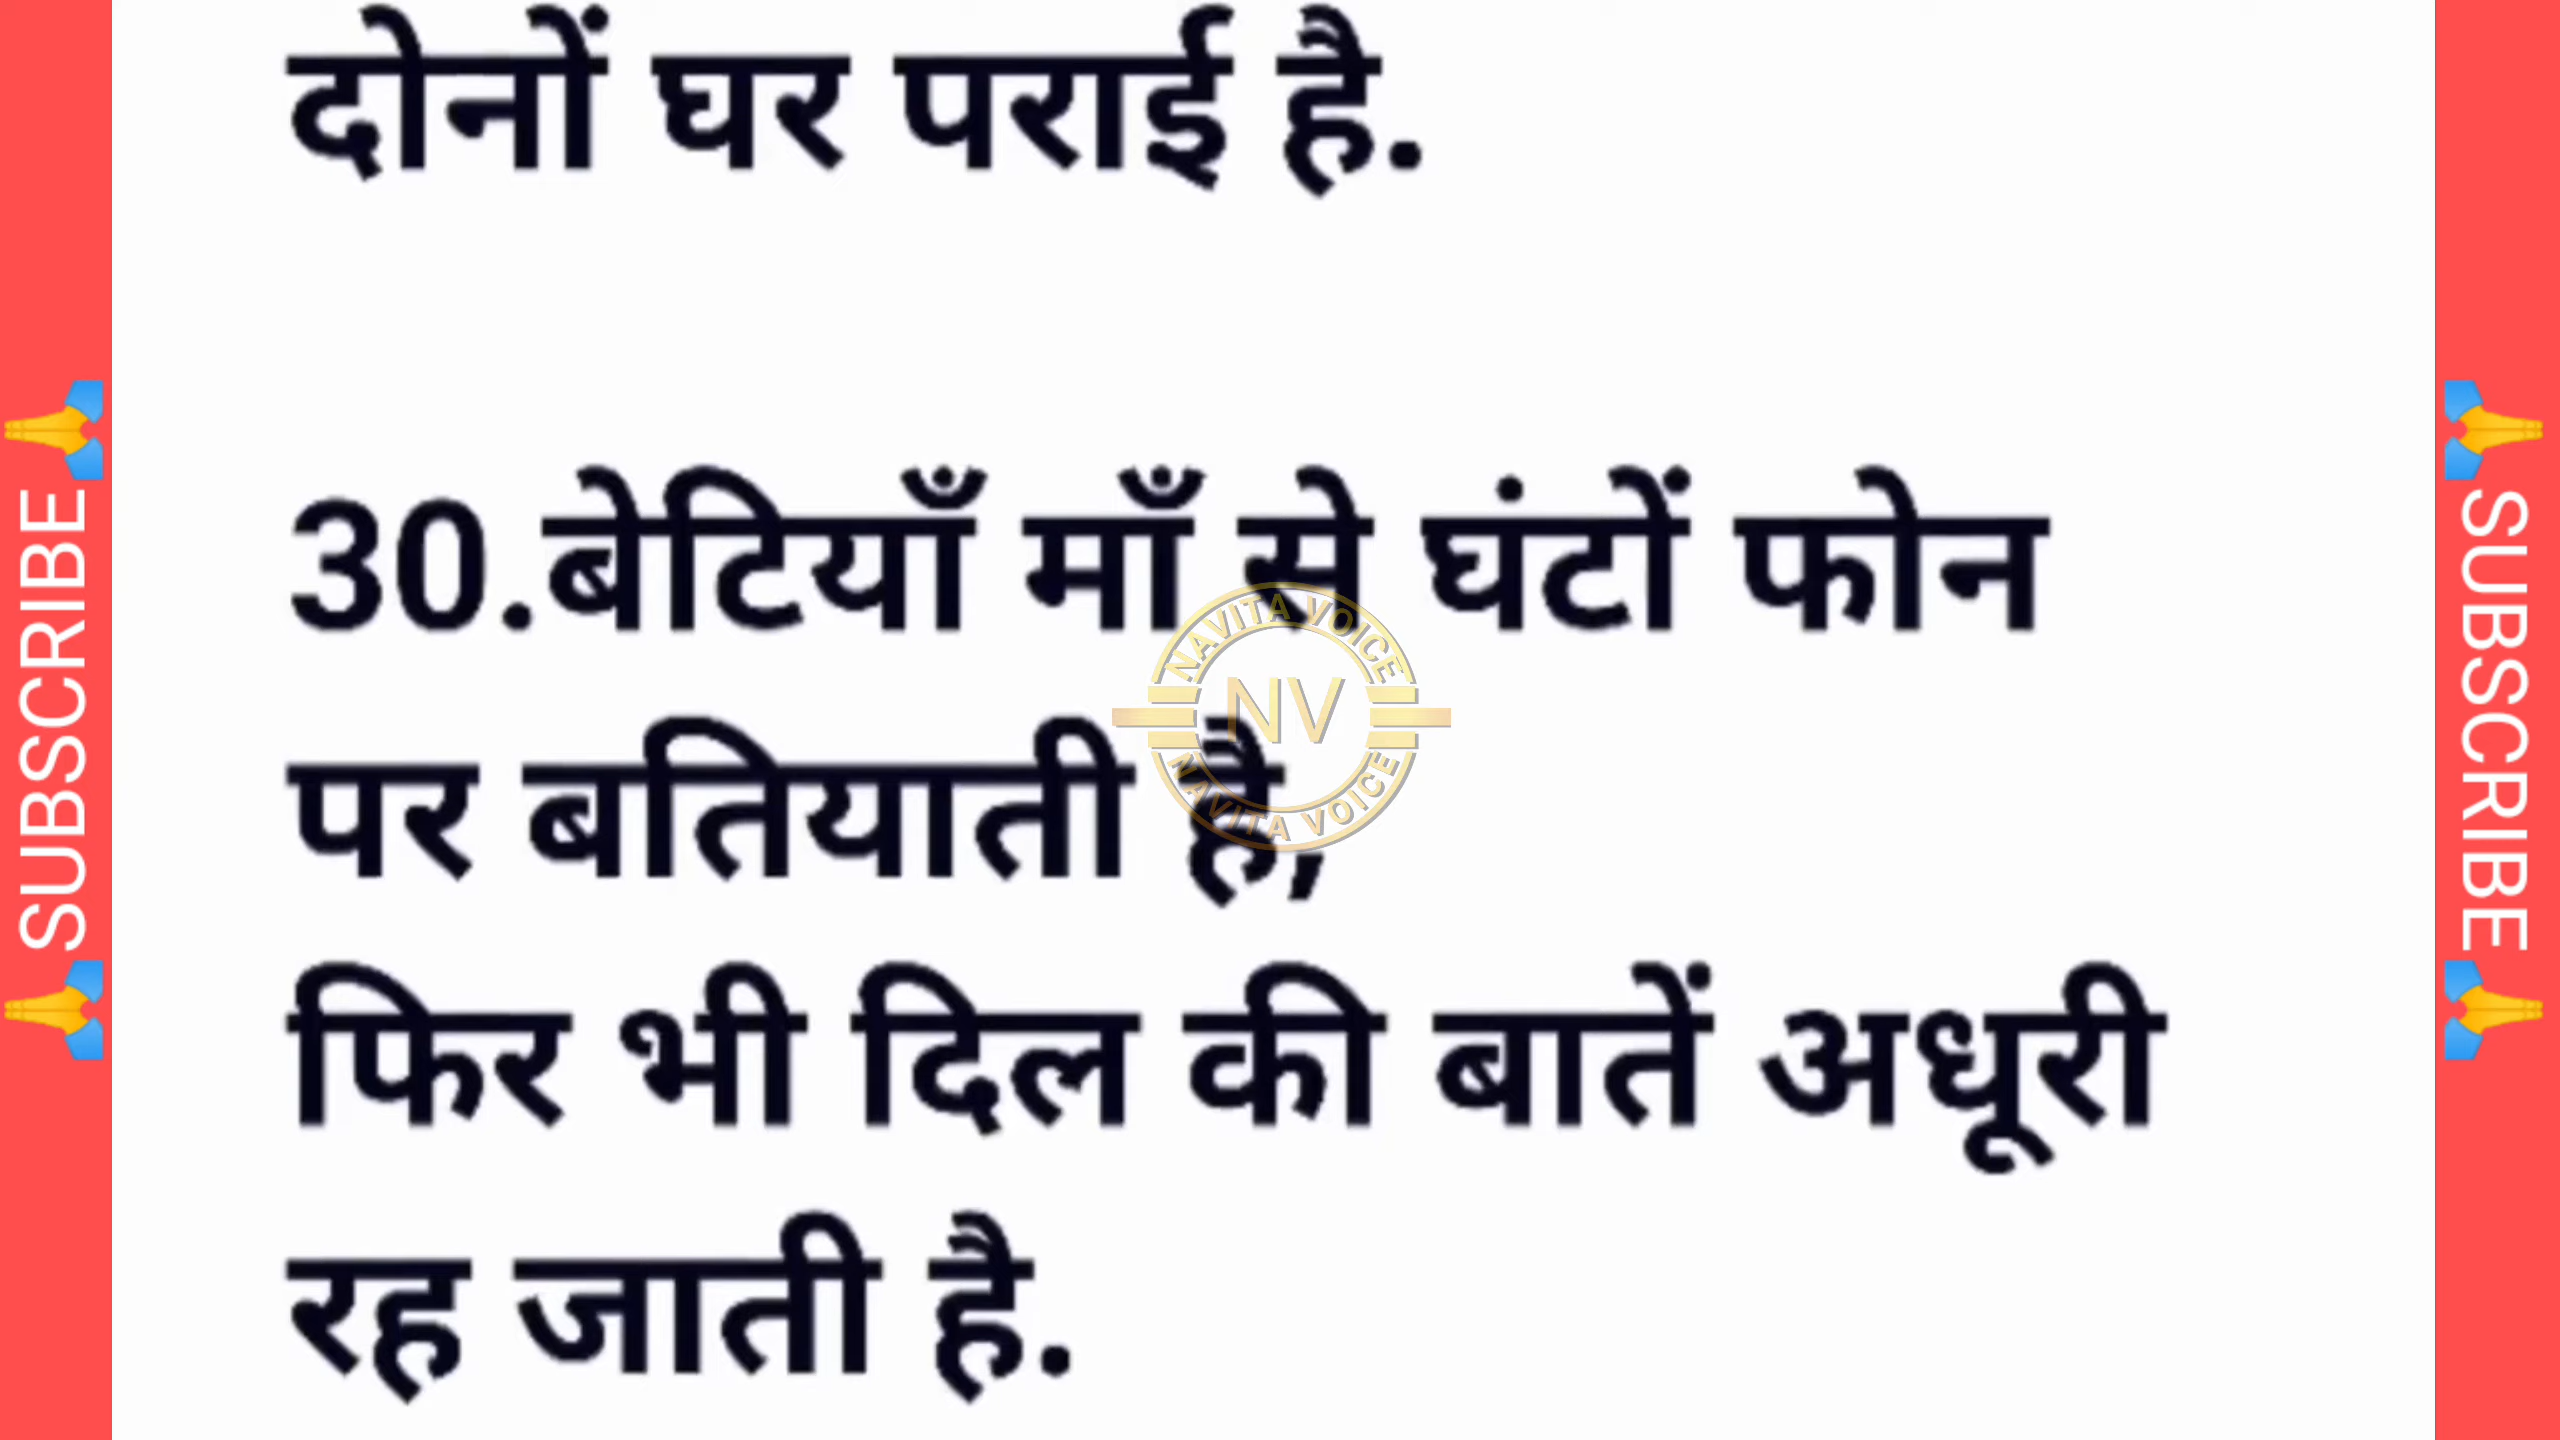 दोनों घर पराई है.
30.बेटियाँ माँ से घंटों फोन
पर बतियाती है,
फिर भी दिल की बातें अधूरी
रह जाती है.
NAVITA VOICE
NV
NAVITA VOICE
🙏 SUBSCRIBE 🙏
🙏 SUBSCRIBE 🙏